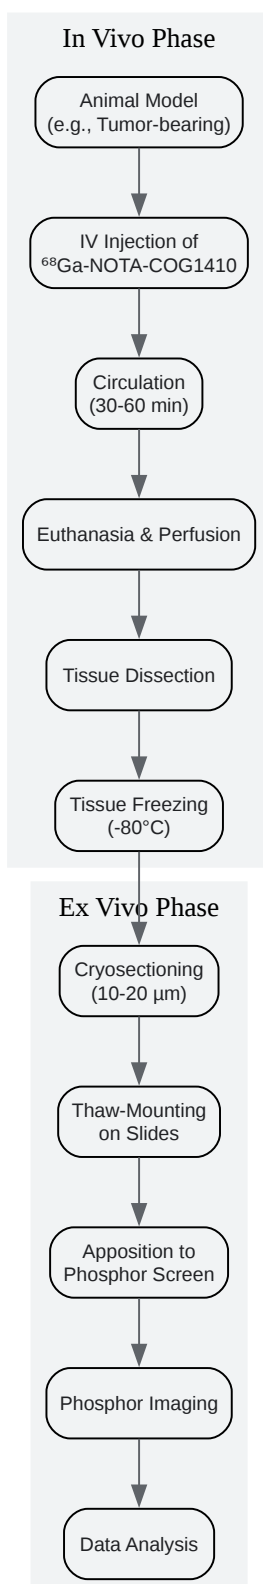 In Vivo Phase
Animal Model
(e.g., Tumor-bearing)
IV Injection of
⁶⁸Ga-NOTA-COG1410
Circulation
(30-60 min)
Euthanasia & Perfusion
Tissue Dissection
Tissue Freezing
(-80°C)
Ex Vivo Phase
Cryosectioning
(10-20 µm)
Thaw-Mounting
on Slides
Apposition to
Phosphor Screen
Phosphor Imaging
Data Analysis